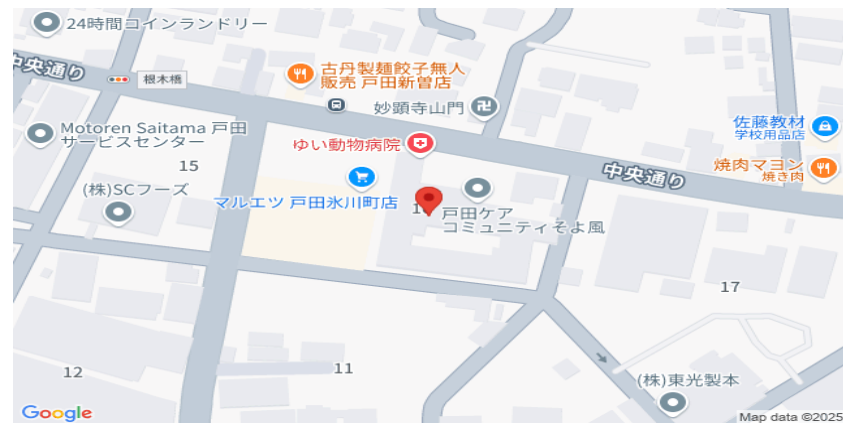 24時間コインランドリー
中央通り
根木橋
古丹製麺餃子無人
販売 戸田新曽店
妙顕寺山門
卍
Motoren Saitama 戸田
サービスセンター
佐藤教材
学校用品店
ゆい動物病院
15
焼肉マヨン
焼き肉
中央通り
(株)SCフーズ
マルエツ 戸田氷川町店
戸田ケア
コミュニティそよ風
17
11
12
(株)東光製本
Google
Map data ©2025